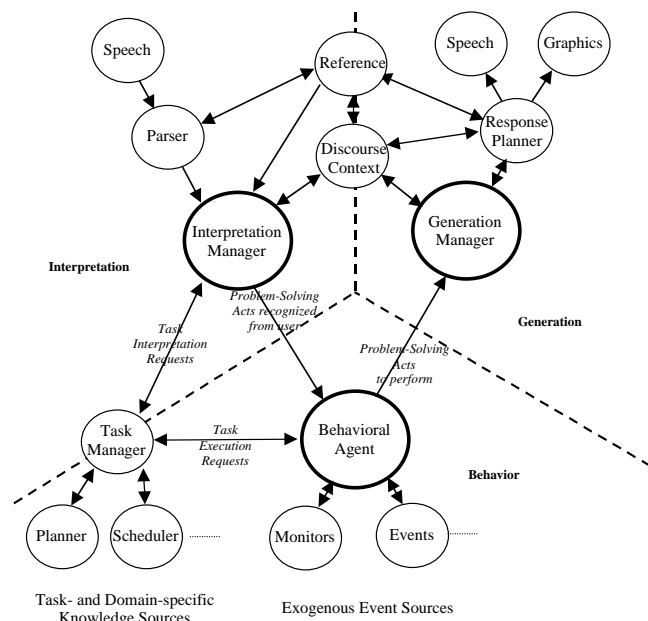 Speech
Speech
Graphics
Reference
Parser
Response
Planner
Discourse
Context
Interpretation
Manager
Generation
Manager
Interpretation
Problem-Solving
Acts recognized
from user
Generation
Task
Interpretation
Requests
Problem-Solving
Acts
to perform
Task
Manager
Task
Execution
Requests
Behavioral
Agent
Behavior
Planner
Scheduler
Monitors
Events
Task- and Domain-specific
Knowledge Sources
Exogenous Event Sources